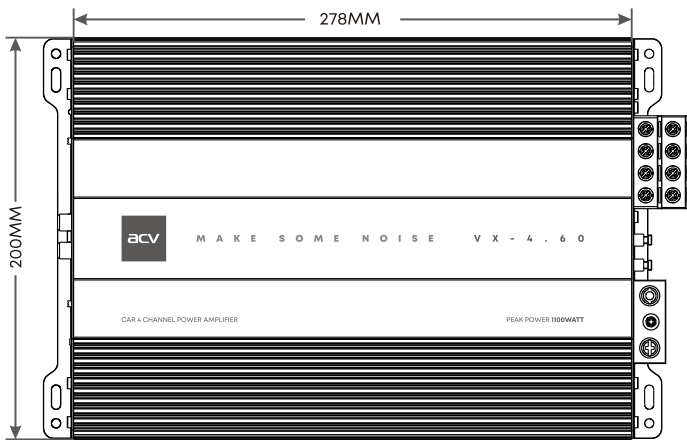 278MM
200MM
acv MAKE SOME NOISE VX-4.60
CAR 4 CHANNEL POWER AMPLIFIER PEAK POWER 1100WATT